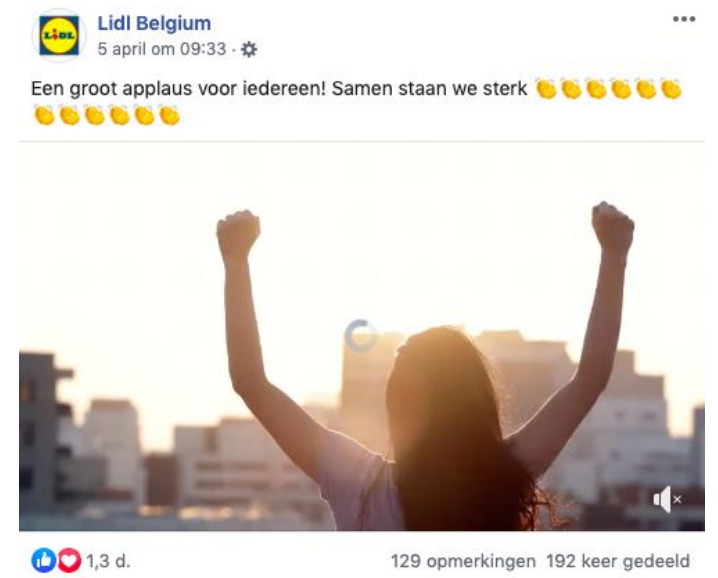 LiDL
Lidl Belgium
5 april om 09:33 ·
Een groot applaus voor iedereen! Samen staan we sterk 👏👏👏👏👏👏
👏👏👏👏👏👏
1,3 d.
129 opmerkingen 192 keer gedeeld